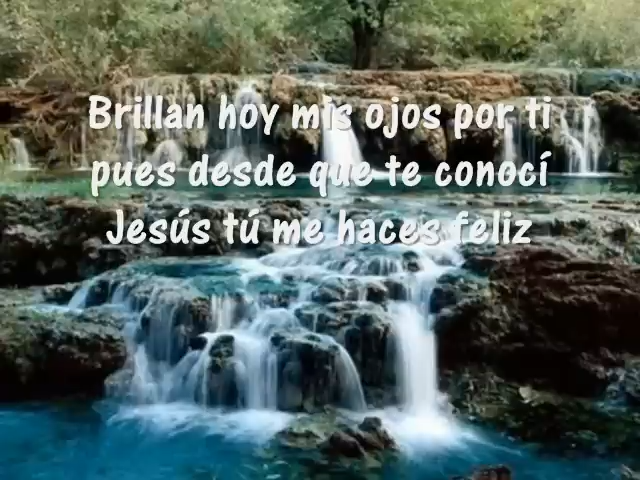 Brillan hoy mis ojos por ti
pues desde que te conocí
Jesús tú me haces feliz